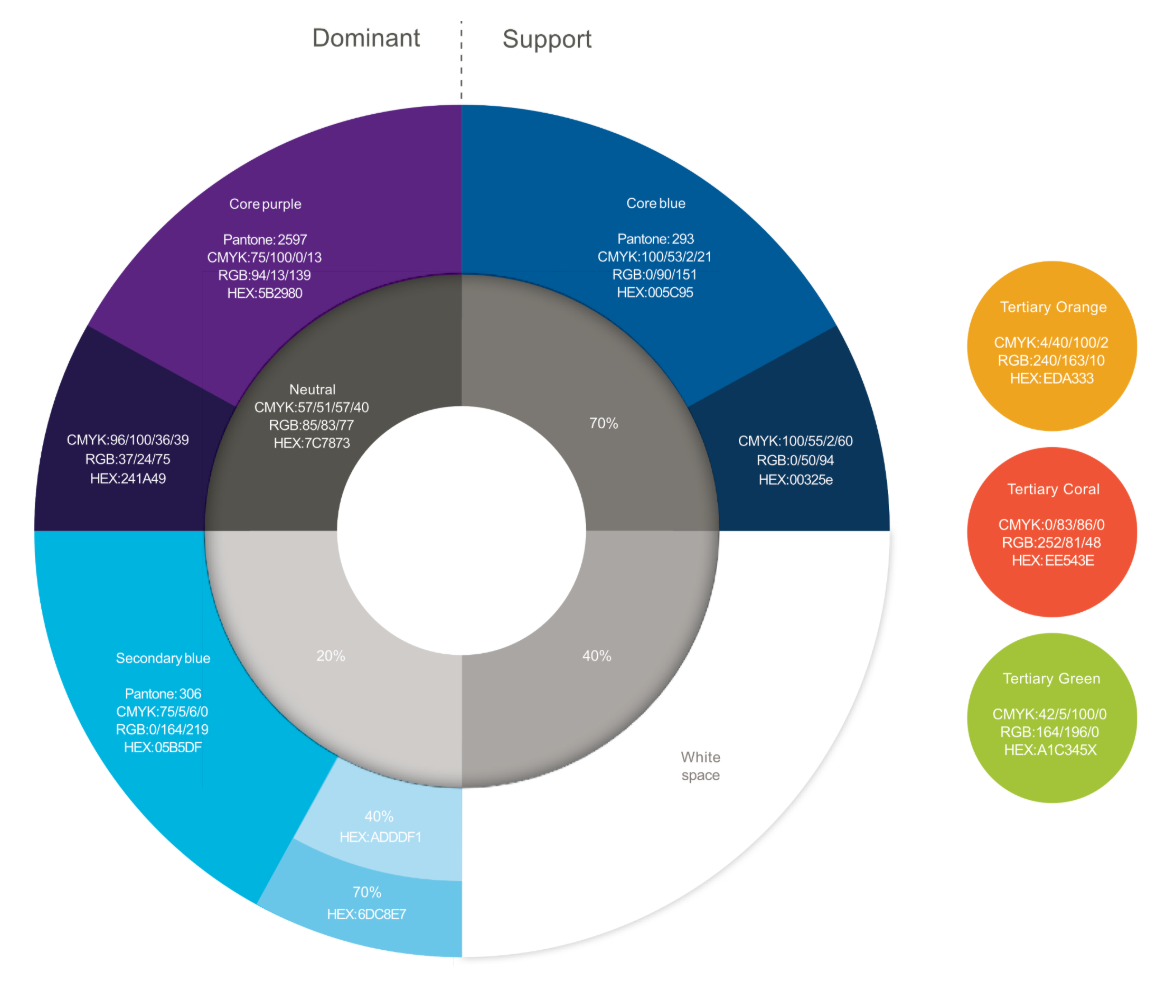 Dominant
Support
Core purple
Pantone: 2597
CMYK:75/100/0/13
RGB:94/13/139
HEX:5B2980
Core blue
Pantone: 293
CMYK:100/53/2/21
RGB:0/90/151
HEX:005C95
Neutral
CMYK:57/51/57/40
RGB:85/83/77
HEX:7C7873
70%
CMYK:96/100/36/39
RGB:37/24/75
HEX:241A49
CMYK:100/55/2/60
RGB:0/50/94
HEX:00325e
Secondary blue
Pantone: 306
CMYK:75/5/6/0
RGB:0/164/219
HEX:05B5DF
20%
40%
White
space
40%
HEX:ADDDF1
70%
HEX:6DC8E7
Tertiary Orange
CMYK:4/40/100/2
RGB:240/163/10
HEX:EDA333
Tertiary Coral
CMYK:0/83/86/0
RGB:252/81/48
HEX:EE543E
Tertiary Green
CMYK:42/5/100/0
RGB:164/196/0
HEX:A1C345X